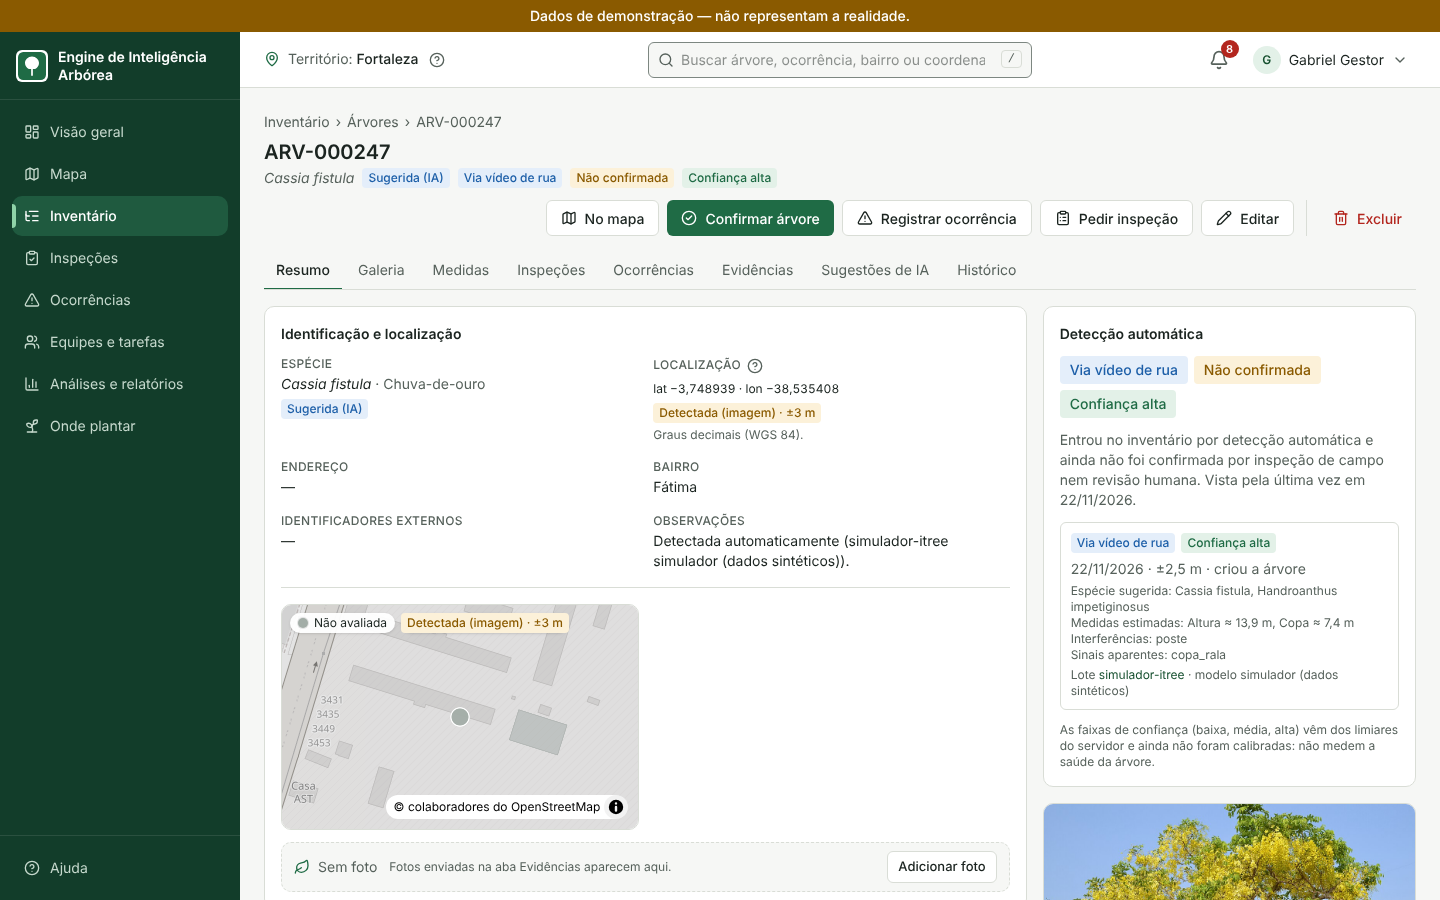 Dados de demonstração — não representam a realidade.
Engine de Inteligência
Arbórea
Território: Fortaleza
Buscar árvore, ocorrência, bairro ou coordena
/
8
G
Gabriel Gestor
Visão geral
Mapa
Inventário
Inspeções
Ocorrências
Equipes e tarefas
Análises e relatórios
Onde plantar
Ajuda
Inventário › Árvores › ARV-000247
ARV-000247
Cassia fistula Sugerida (IA) Via vídeo de rua Não confirmada Confiança alta
No mapa
Confirmar árvore
Registrar ocorrência
Pedir inspeção
Editar
Excluir
Resumo Galeria Medidas Inspeções Ocorrências Evidências Sugestões de IA Histórico
Identificação e localização
ESPÉCIE
Cassia fistula · Chuva-de-ouro
Sugerida (IA)
LOCALIZAÇÃO
lat −3,748939 · lon −38,535408
Detectada (imagem) · ±3 m
Graus decimais (WGS 84).
ENDEREÇO
—
BAIRRO
Fátima
IDENTIFICADORES EXTERNOS
—
OBSERVAÇÕES
Detectada automaticamente (simulador-itree
simulador (dados sintéticos)).
Não avaliada
Detectada (imagem) · ±3 m
3431
3435
3449
3453
Casa
AST
© colaboradores do OpenStreetMap
Sem foto Fotos enviadas na aba Evidências aparecem aqui.
Adicionar foto
Detecção automática
Via vídeo de rua Não confirmada
Confiança alta
Entrou no inventário por detecção automática e
ainda não foi confirmada por inspeção de campo
nem revisão humana. Vista pela última vez em
22/11/2026.
Via vídeo de rua Confiança alta
22/11/2026 · ±2,5 m · criou a árvore
Espécie sugerida: Cassia fistula, Handroanthus
impetiginosus
Medidas estimadas: Altura ≈ 13,9 m, Copa ≈ 7,4 m
Interferências: poste
Sinais aparentes: copa_rala
Lote simulador-itree · modelo simulador (dados
sintéticos)
As faixas de confiança (baixa, média, alta) vêm dos limiares
do servidor e ainda não foram calibradas: não medem a
saúde da árvore.